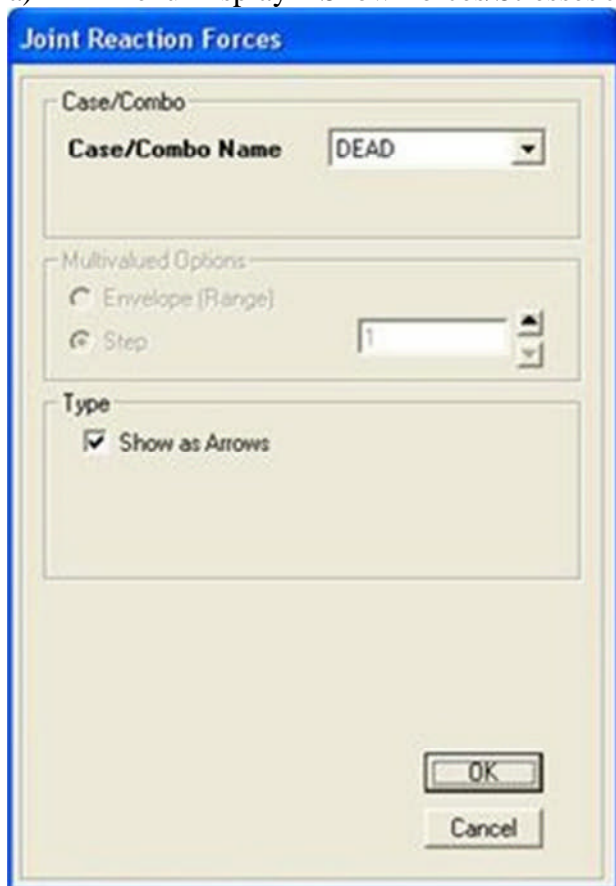 Joint Reaction Forces
Case/Combo
Case/Combo Name DEAD
Multivalued Options
Envelope (Range)
Step 1
Type
Show as Arrows
OK
Cancel